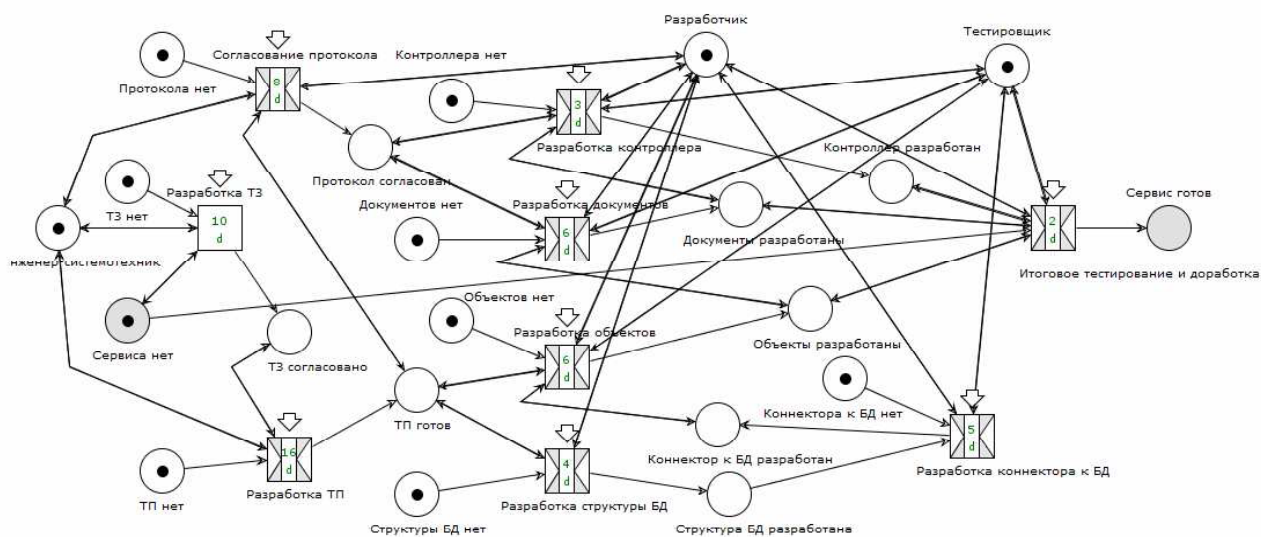 Разработчик
Тестировщик
Согласование протокола
Контроллера нет
8
d
Протокола нет
3
d
Разработка контроллера
Контроллер разработан
Протокол согласован
Разработка ТЗ
ТЗ нет
10
d
Документов нет
Разработка документов
6
d
Документы разработаны
Сервис готов
2
d
Итоговое тестирование и доработка
нженер-системотехник
Объектов нет
Разработка объектов
6
d
Объекты разработаны
Сервиса нет
ТЗ согласовано
ТП готов
Коннектора к БД нет
5
d
Разработка коннектора к БД
Коннектор к БД разработан
16
d
Разработка ТП
ТП нет
4
d
Разработка структуры БД
Структуры БД нет
Структура БД разработана